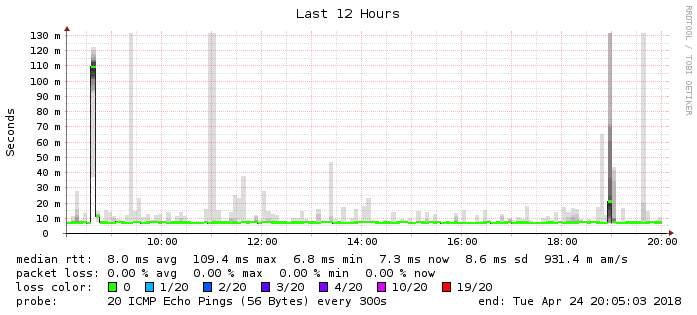 Last 12 Hours
RRDTOOL / TOBI OETIKER
Seconds
130 m
120 m
110 m
100 m
90 m
80 m
70 m
60 m
50 m
40 m
30 m
20 m
10 m
0
10:00 12:00 14:00 16:00 18:00 20:00
median rtt: 8.0 ms avg 109.4 ms max 6.8 ms min 7.3 ms now 8.6 ms sd 931.4 m am/s
packet loss: 0.00 % avg 0.00 % max 0.00 % min 0.00 % now
loss color: 0 1/20 2/20 3/20 4/20 10/20 19/20
probe: 20 ICMP Echo Pings (56 Bytes) every 300s end: Tue Apr 24 20:05:03 2018